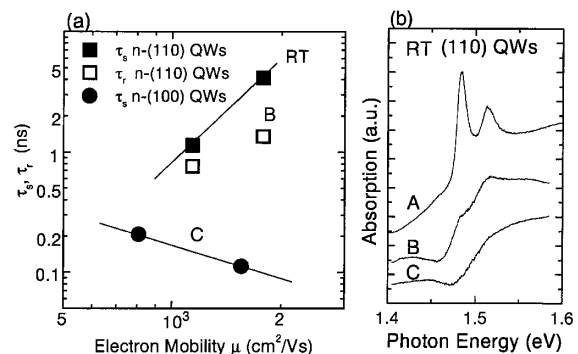 (a)
■ τs n-(110) QWs
□ τr n-(110) QWs
● τs n-(100) QWs
RT
B
C
5
1
0.5
0.2
0.1
τs, τr (ns)
5
10³
2
Electron Mobility μ (cm²/Vs)
(b)
RT (110) QWs
A
B
C
Absorption (a.u.)
1.4
1.5
1.6
Photon Energy (eV)